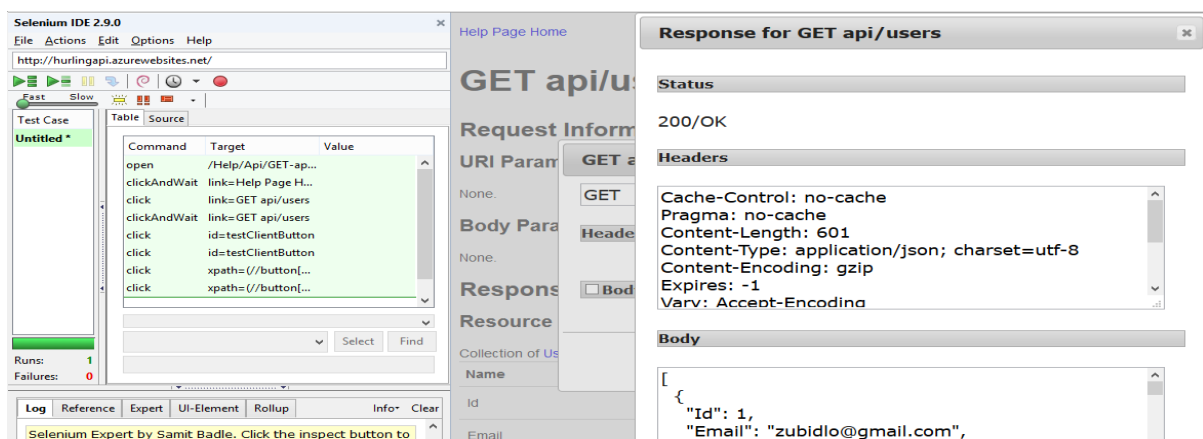 Selenium IDE 2.9.0
File Actions Edit Options Help
http://hurlingapi.azurewebsites.net/
Fast Slow
Test Case
Untitled *
Table Source
Command Target Value
open /Help/Api/GET-ap...
clickAndWait link=Help Page H...
click link=GET api/users
clickAndWait link=GET api/users
click id=testClientButton
click id=testClientButton
click xpath=(//button[...
click xpath=(//button[...
Select Find
Runs: 1
Failures: 0
Log Reference Expert UI-Element Rollup Info Clear
Selenium Expert by Samit Badle. Click the inspect button to
Help Page Home
GET api/u
Request Inform
URI Param
None.
Body Para
None.
Respons
Resource
Collection of Us
Name
Id
Email
GET a
GET
Heade
Bod
Response for GET api/users
Status
200/OK
Headers
Cache-Control: no-cache
Pragma: no-cache
Content-Length: 601
Content-Type: application/json; charset=utf-8
Content-Encoding: gzip
Expires: -1
Vary: Accept-Encoding
Body
[
{
"Id": 1,
"Email": "zubidlo@gmail.com",